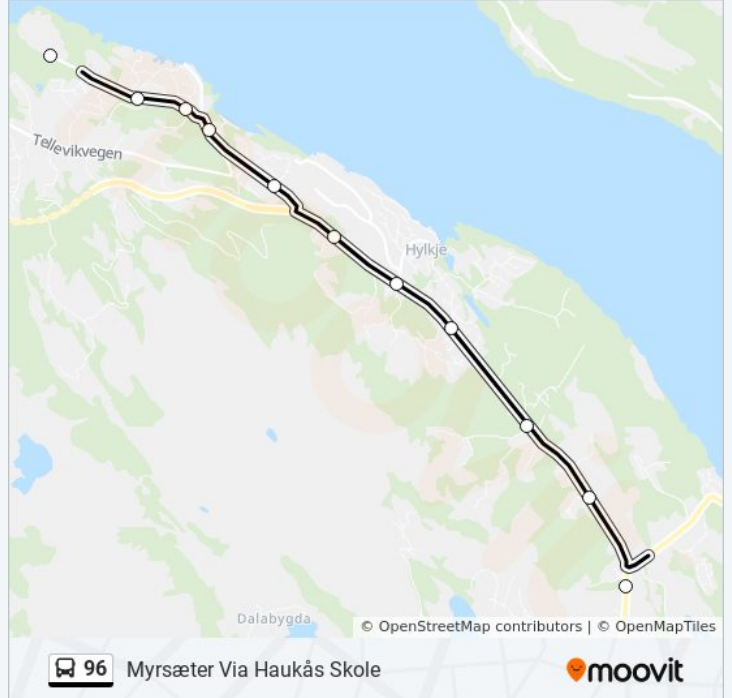 Tellevikvegen
Hylkje
Dalabygda
© OpenStreetMap contributors | © OpenMapTiles
96 Myrsæter Via Haukås Skole
moovit